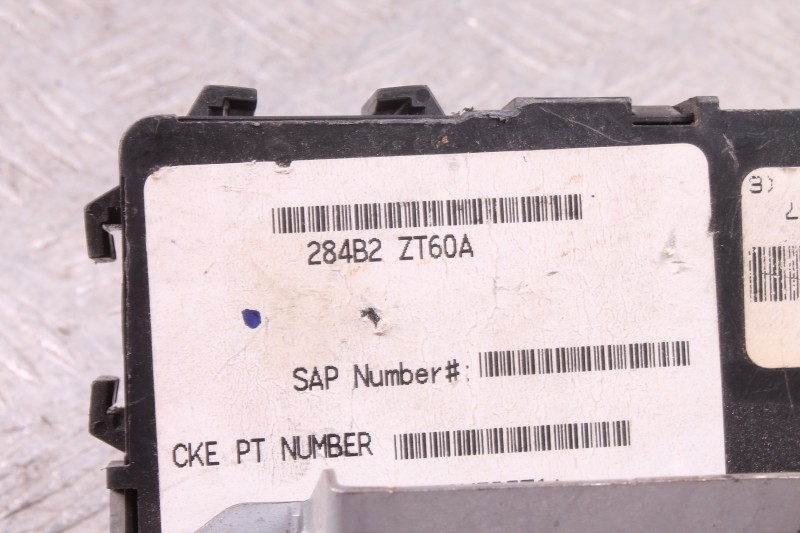 284B2 ZT60A
SAP Number#:
CKE PT NUMBER